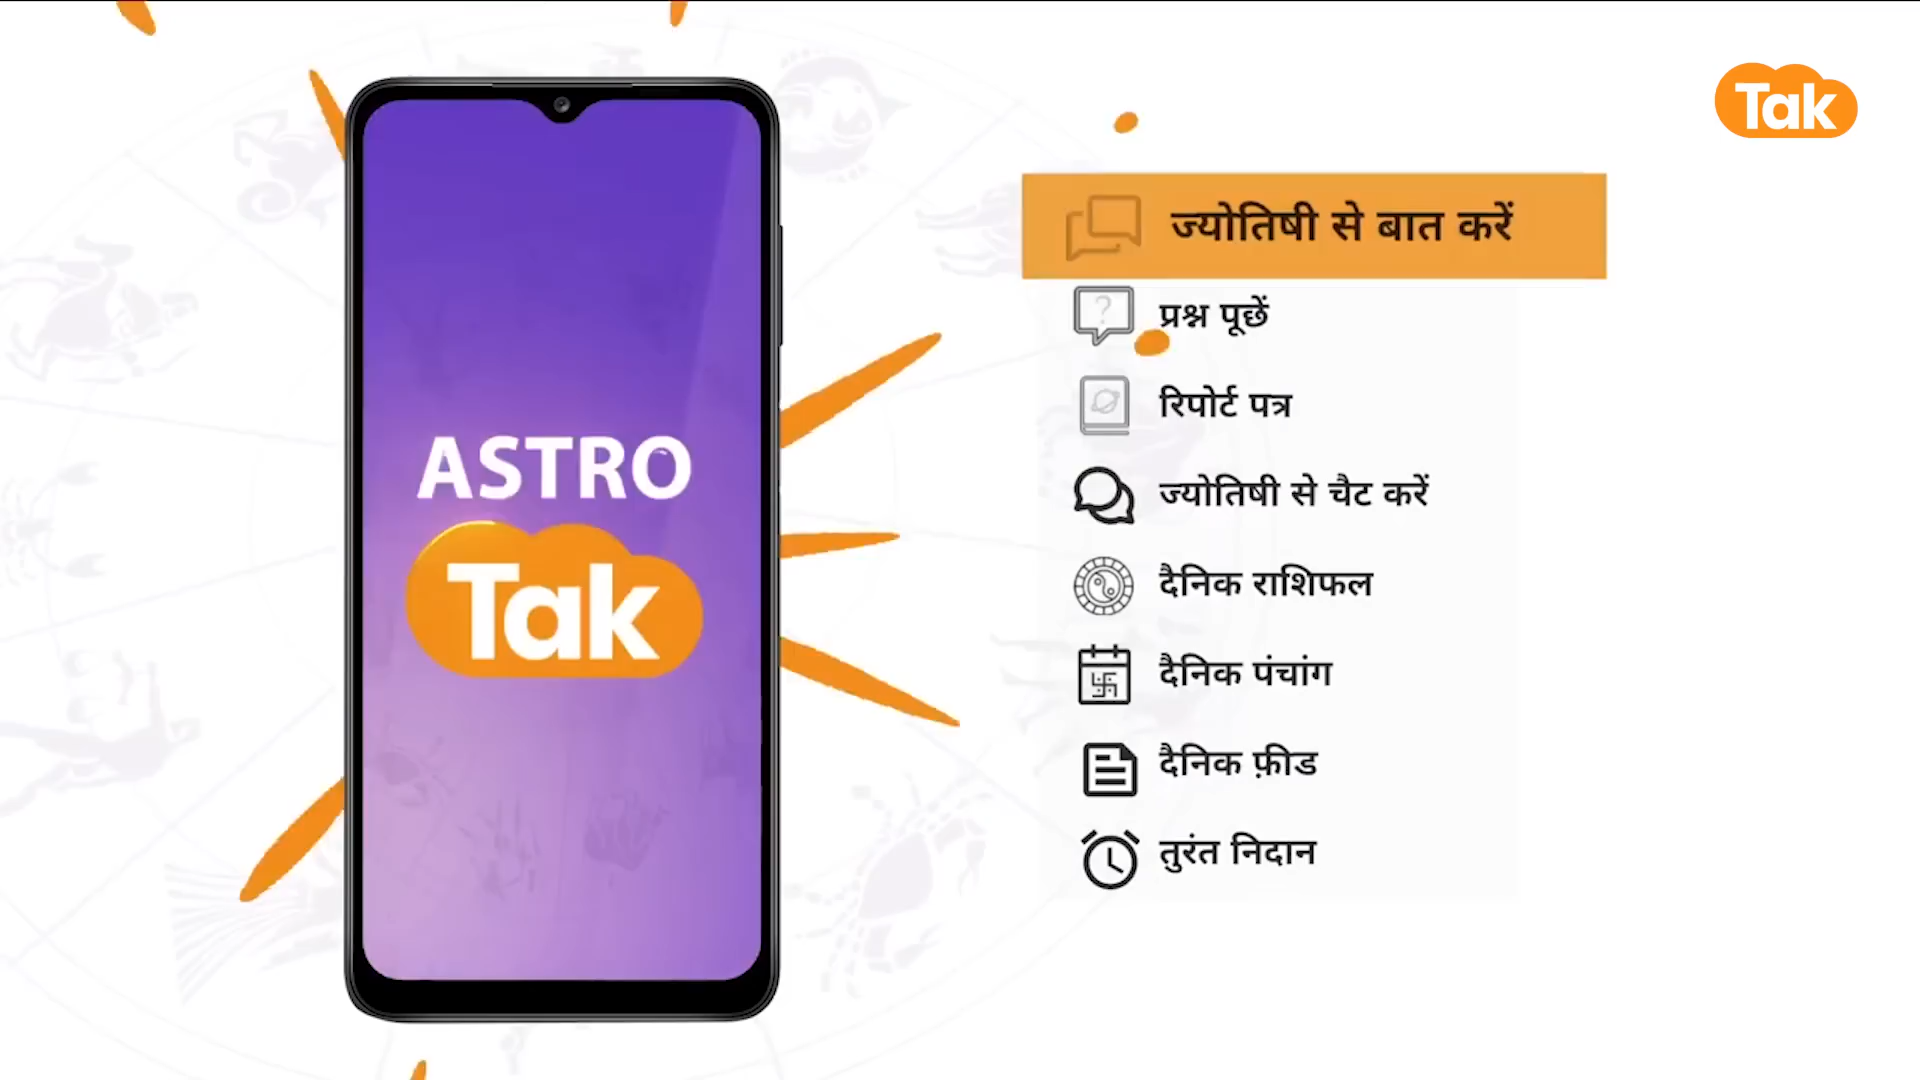 ASTRO
Tak
Tak
ज्योतिषी से बात करें
प्रश्न पूछें
रिपोर्ट पत्र
ज्योतिषी से चैट करें
दैनिक राशिफल
दैनिक पंचांग
दैनिक फ़ीड
तुरंत निदान